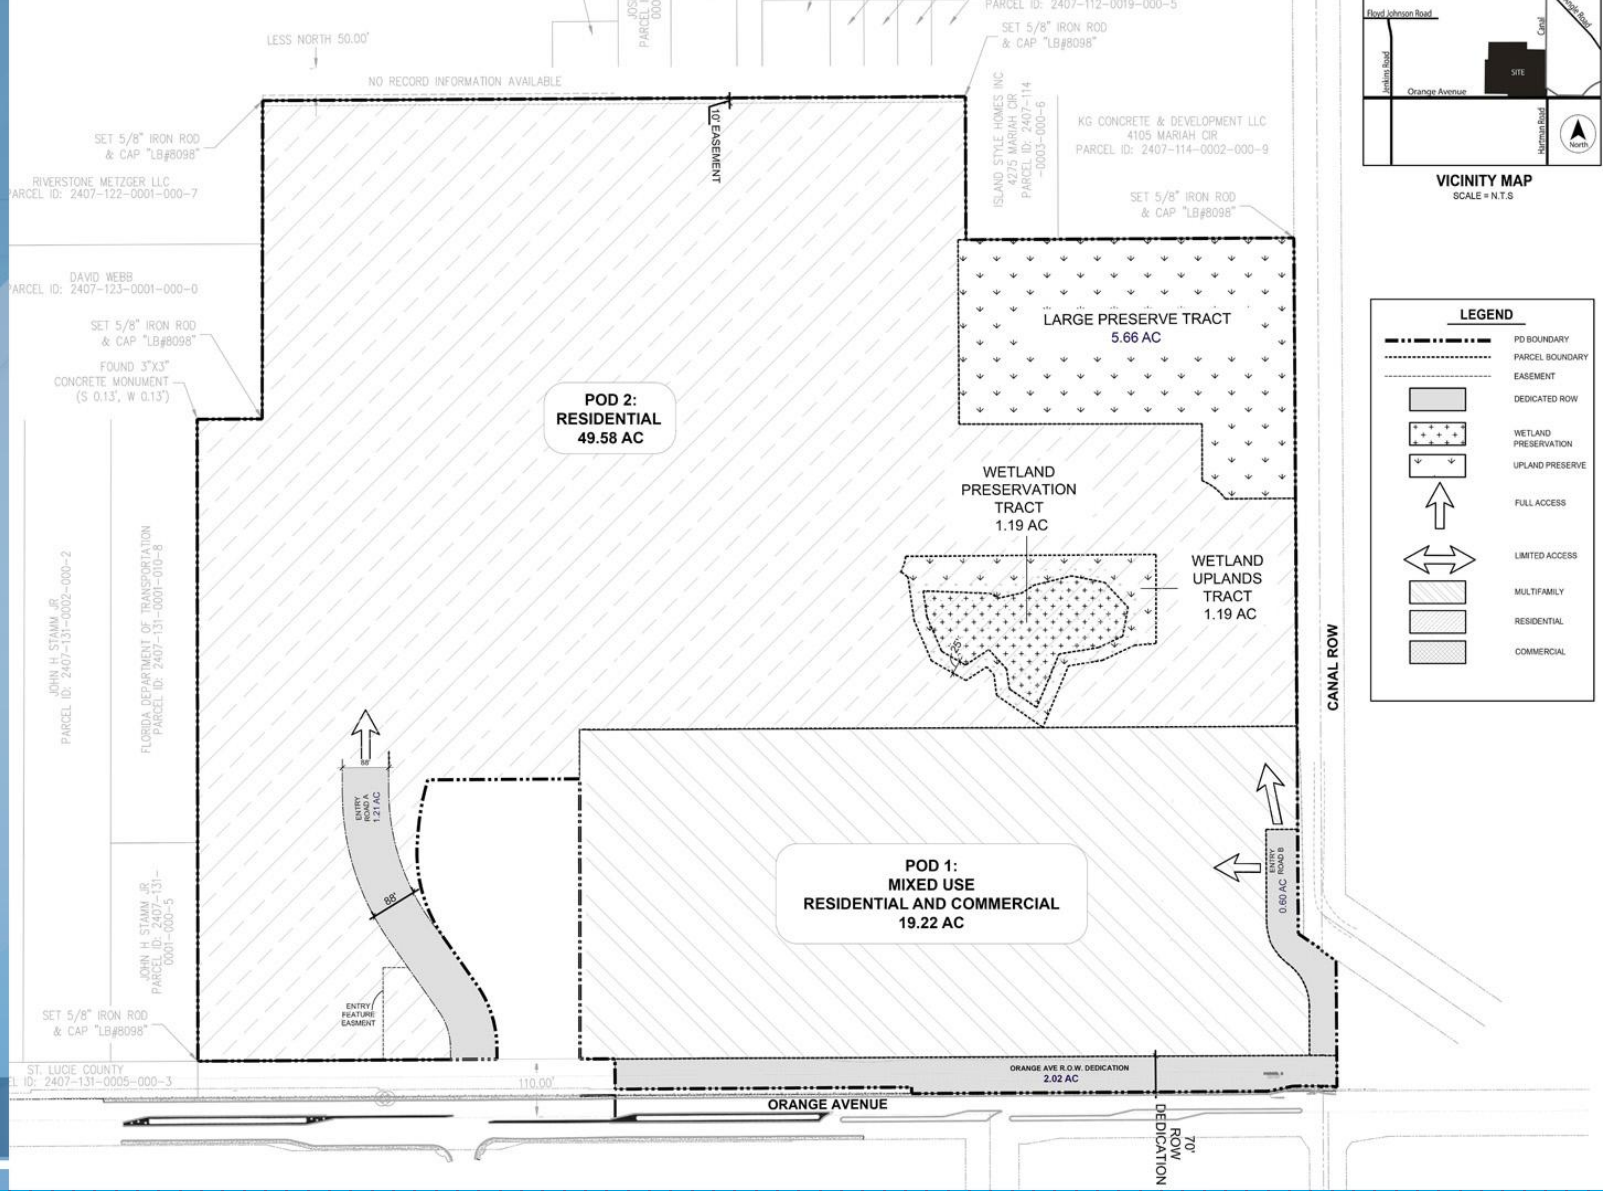 PARCEL ID: 2407-112-0019-000-5
LESS NORTH 50.00'
SET 5/8" IRON ROD
& CAP "LB#8098"
NO RECORD INFORMATION AVAILABLE
10' EASEMENT
ISLAND STYLE HOMES INC
4275 MARIAH CIR
PARCEL ID: 2407-114
-0003-000-6
KG CONCRETE & DEVELOPMENT LLC
4105 MARIAH CIR
PARCEL ID: 2407-114-0002-000-9
SET 5/8" IRON ROD
& CAP "LB#8098"
SET 5/8" IRON ROD
& CAP "LB#8098"
RIVERSTONE METZGER LLC
PARCEL ID: 2407-122-0001-000-7
DAVID WEBB
PARCEL ID: 2407-123-0001-000-0
SET 5/8" IRON ROD
& CAP "LB#8098"
FOUND 3"X3"
CONCRETE MONUMENT
(S 0.13', W 0.13')
Floyd Johnson Road
Jenkins Road
Canal
Angle Road
SITE
Orange Avenue
Hartman Road
North
VICINITY MAP
SCALE = N.T.S
LARGE PRESERVE TRACT
5.66 AC
POD 2:
RESIDENTIAL
49.58 AC
WETLAND
PRESERVATION
TRACT
1.19 AC
WETLAND
UPLANDS
TRACT
1.19 AC
25'
LEGEND
PD BOUNDARY
PARCEL BOUNDARY
EASEMENT
DEDICATED ROW
WETLAND
PRESERVATION
UPLAND PRESERVE
FULL ACCESS
LIMITED ACCESS
MULTIFAMILY
RESIDENTIAL
COMMERCIAL
CANAL ROW
JOHN H STAMM JR
PARCEL ID: 2407-131-0002-000-2
FLORIDA DEPARTMENT OF TRANSPORTATION
PARCEL ID: 2407-131-0001-010-8
JOHN H STAMM JR
PARCEL ID: 2407-131-
0001-000-5
88'
ENTRY
ROAD A
1.21 AC
88'
ENTRY
FEATURE
EASMENT
POD 1:
MIXED USE
RESIDENTIAL AND COMMERCIAL
19.22 AC
ENTRY
ROAD B
0.60 AC
SET 5/8" IRON ROD
& CAP "LB#8098"
ST. LUCIE COUNTY
EL ID: 2407-131-0005-000-3
110.00'
ORANGE AVE R.O.W. DEDICATION
2.02 AC
ORANGE AVENUE
70'
ROW
DEDICATION